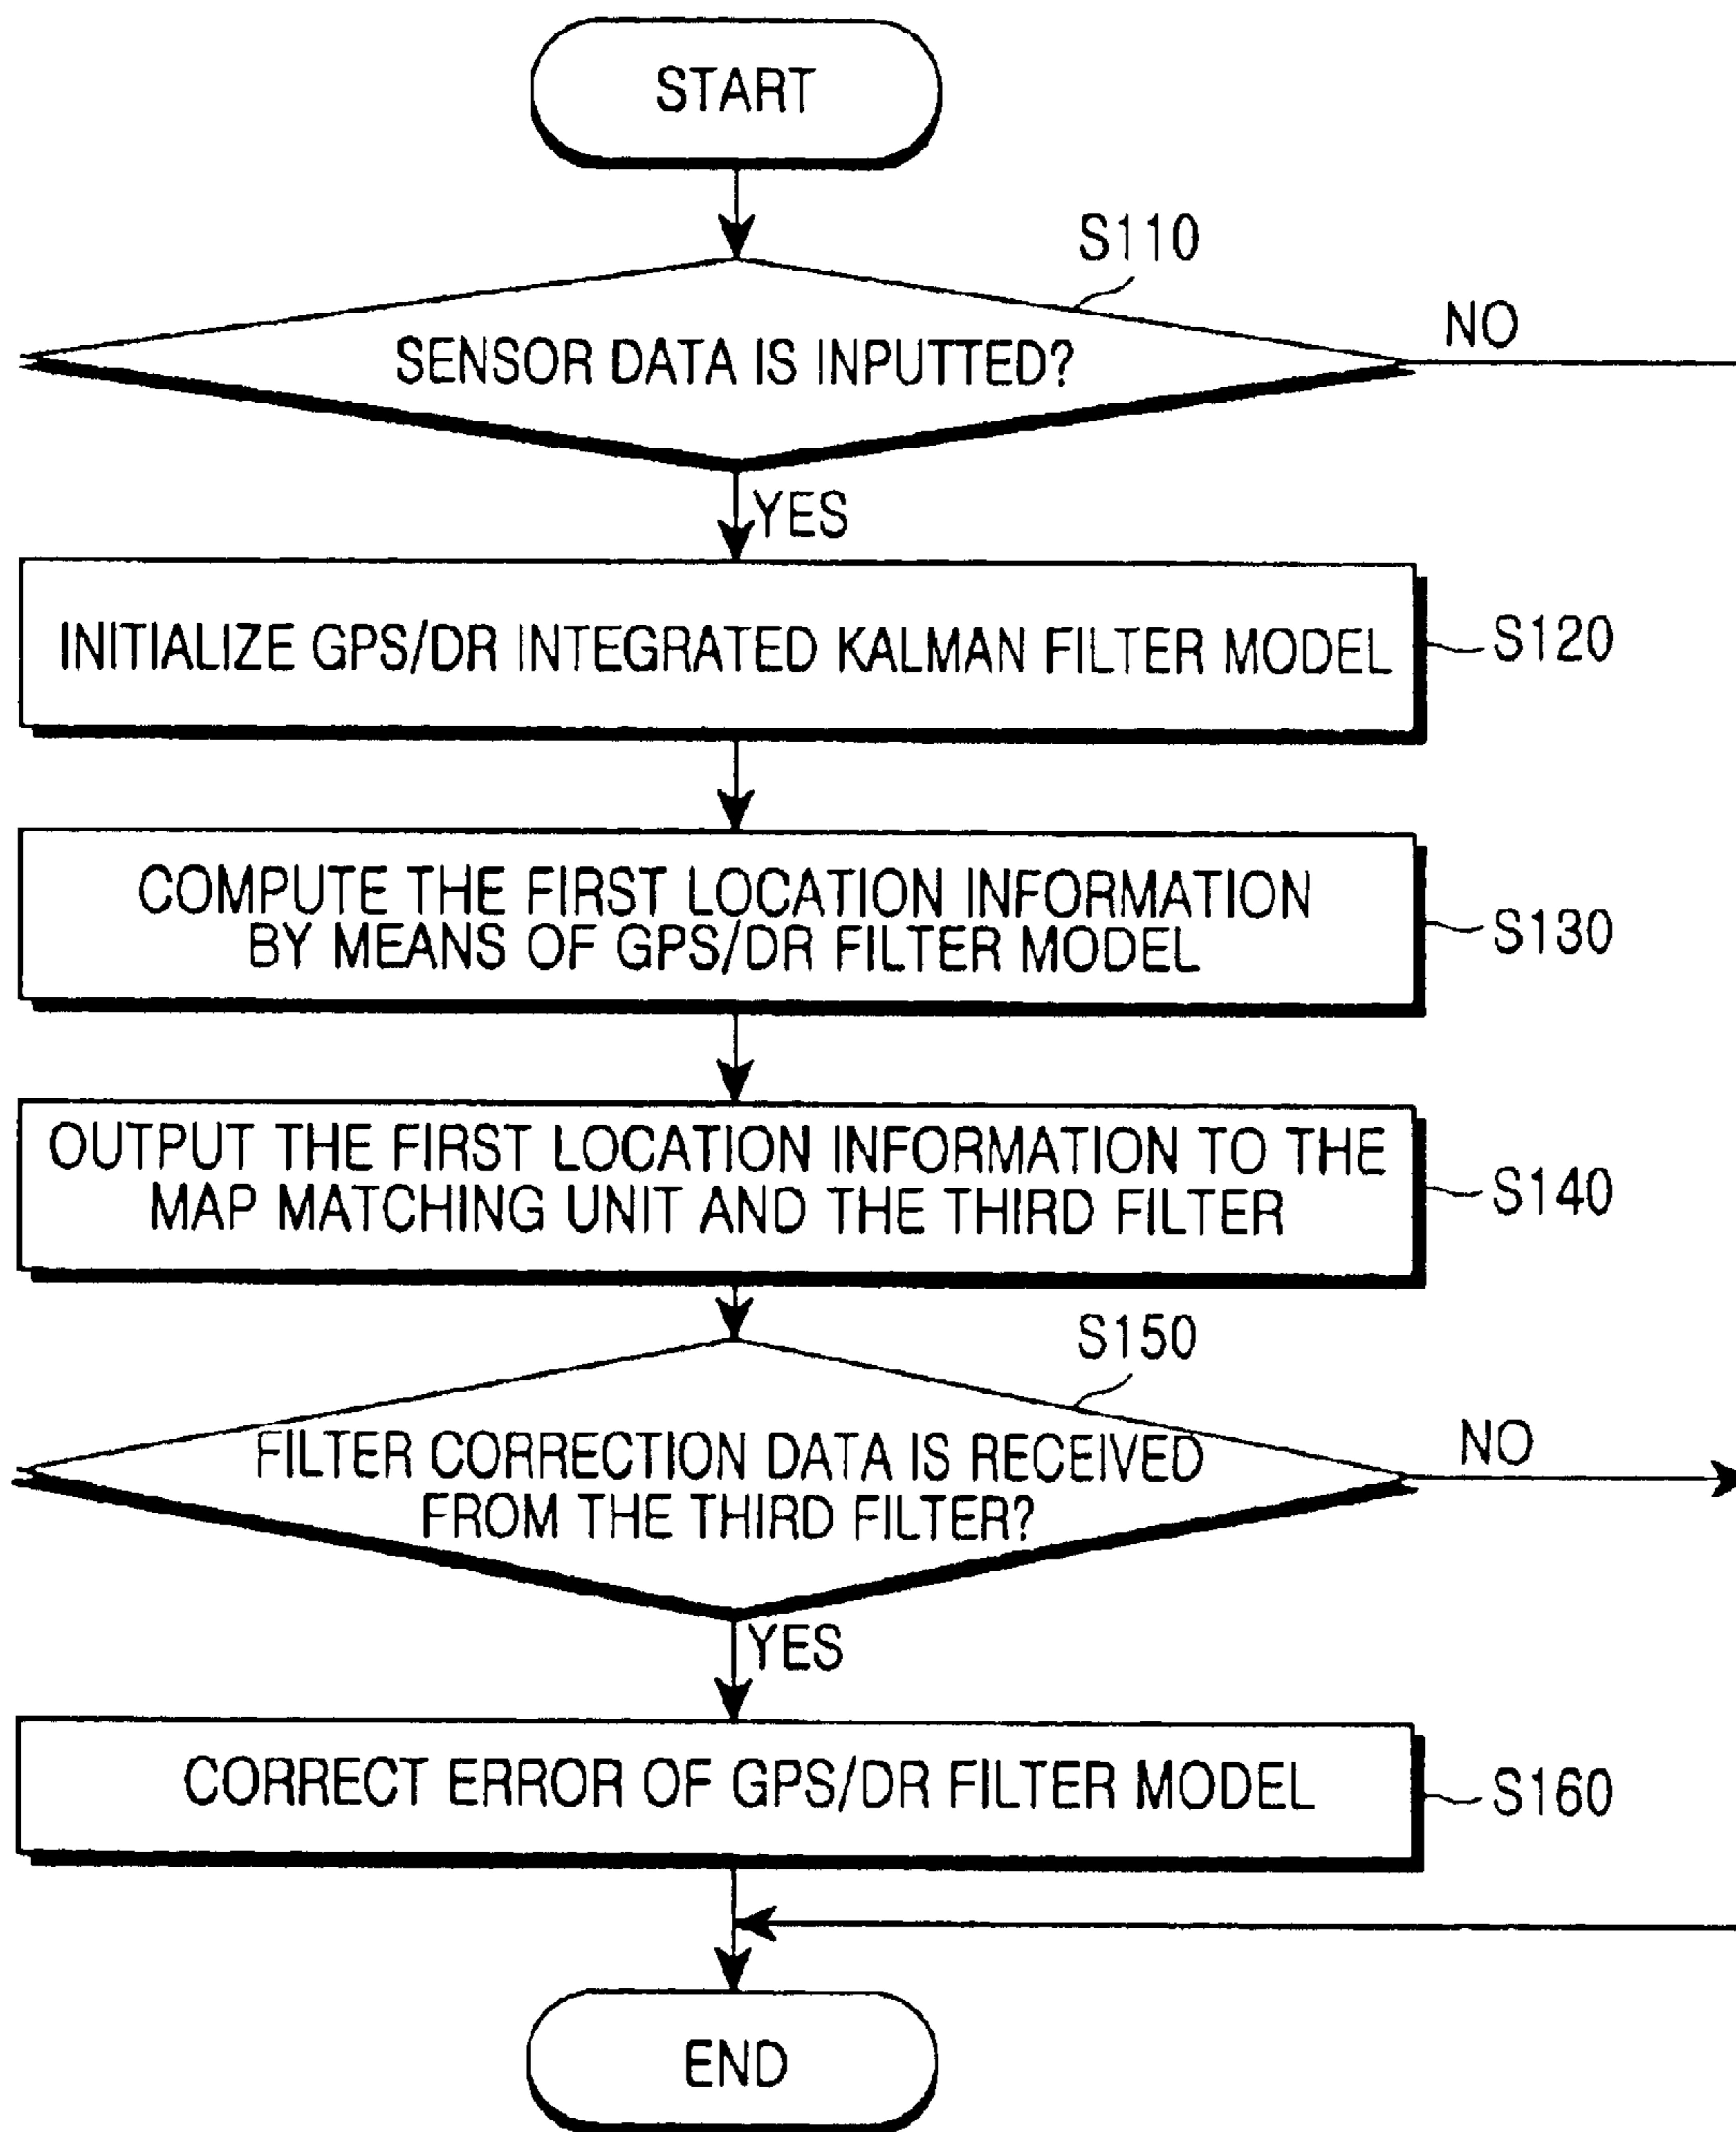 START
S110
SENSOR DATA IS INPUTTED?
NO
YES
INITIALIZE GPS/DR INTEGRATED KALMAN FILTER MODEL
S120
COMPUTE THE FIRST LOCATION INFORMATION
BY MEANS OF GPS/DR FILTER MODEL
S130
OUTPUT THE FIRST LOCATION INFORMATION TO THE
MAP MATCHING UNIT AND THE THIRD FILTER
S140
S150
FILTER CORRECTION DATA IS RECEIVED
FROM THE THIRD FILTER?
NO
YES
CORRECT ERROR OF GPS/DR FILTER MODEL
S160
END